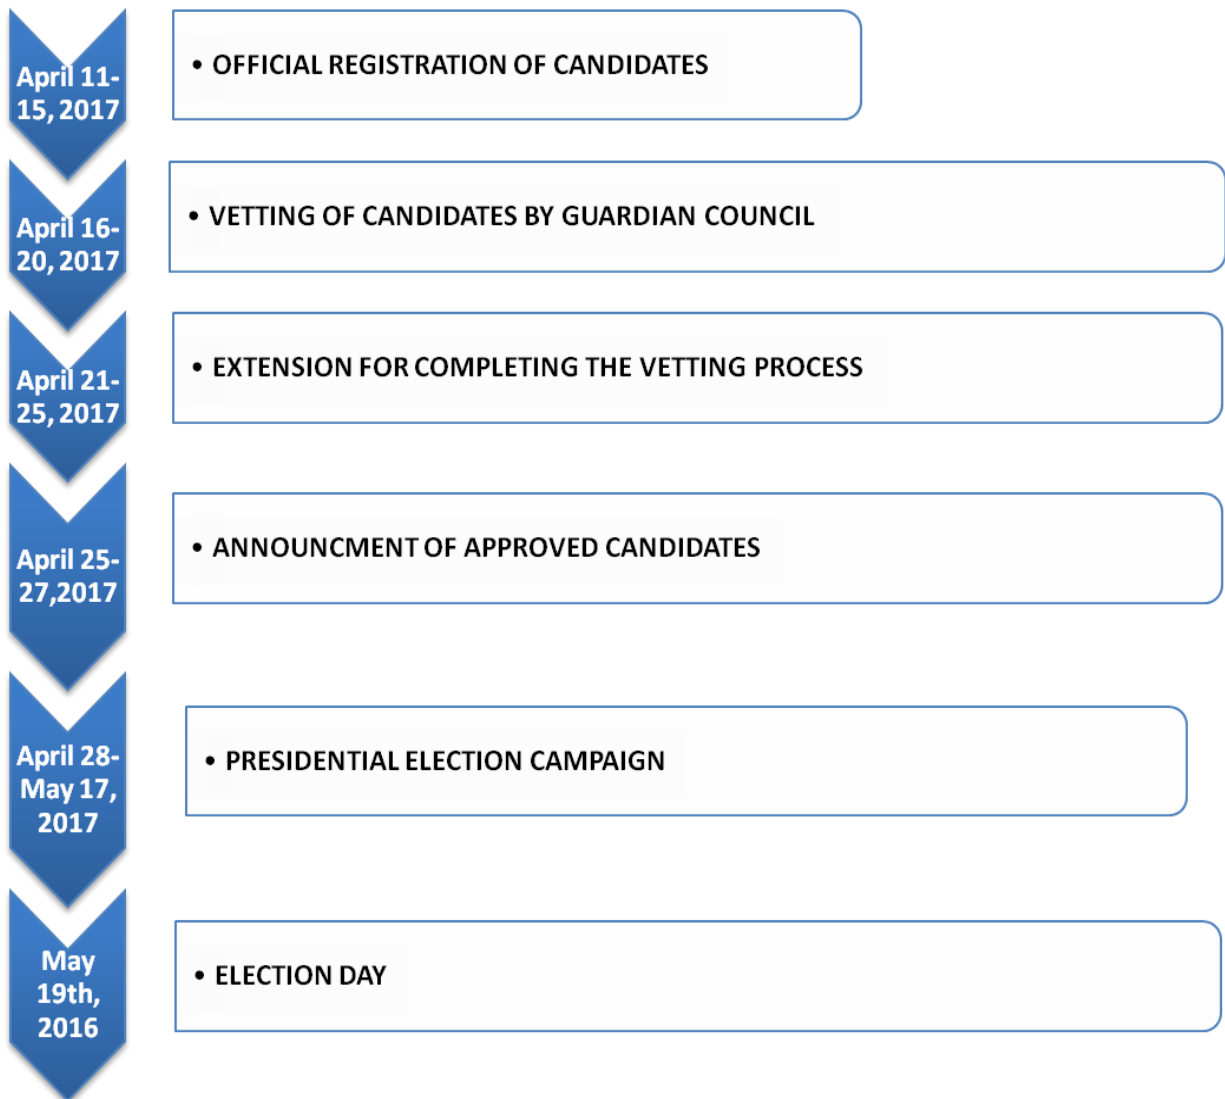 April 11-
15, 2017
• OFFICIAL REGISTRATION OF CANDIDATES
April 16-
20, 2017
• VETTING OF CANDIDATES BY GUARDIAN COUNCIL
April 21-
25, 2017
• EXTENSION FOR COMPLETING THE VETTING PROCESS
April 25-
27,2017
• ANNOUNCMENT OF APPROVED CANDIDATES
April 28-
May 17,
2017
• PRESIDENTIAL ELECTION CAMPAIGN
May
19th,
2016
• ELECTION DAY